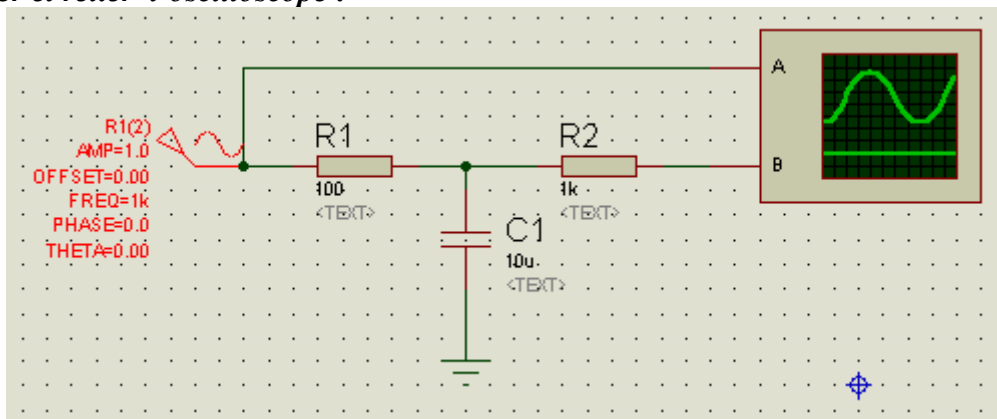 l'oscilloscope .
R1(2)
AMP=1.0
OFFSET=0.00
FREQ=1k
PHASE=0.0
THETA=0.00
R1
100
<TEXT>
R2
1k
<TEXT>
C1
10u
<TEXT>
A
B